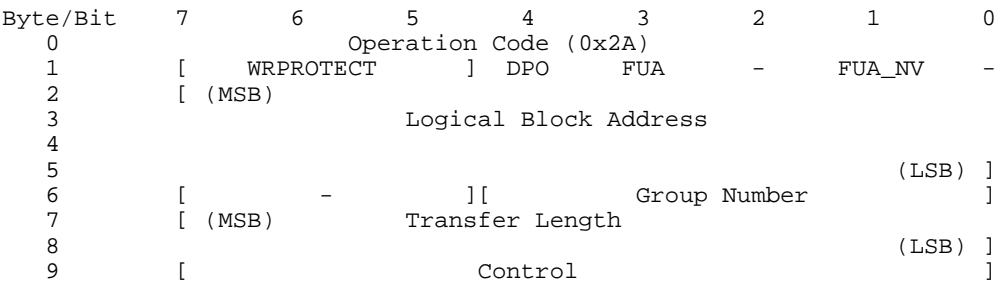 Byte/Bit 7 6 5 4 3 2 1 0
0 Operation Code (0x2A)
1 [ WRPROTECT ] DPO FUA - FUA_NV -
2 [ (MSB)
3 Logical Block Address
4
5 (LSB) ]
6 [ - ][ Group Number ]
7 [ (MSB) Transfer Length
8 (LSB) ]
9 [ Control ]